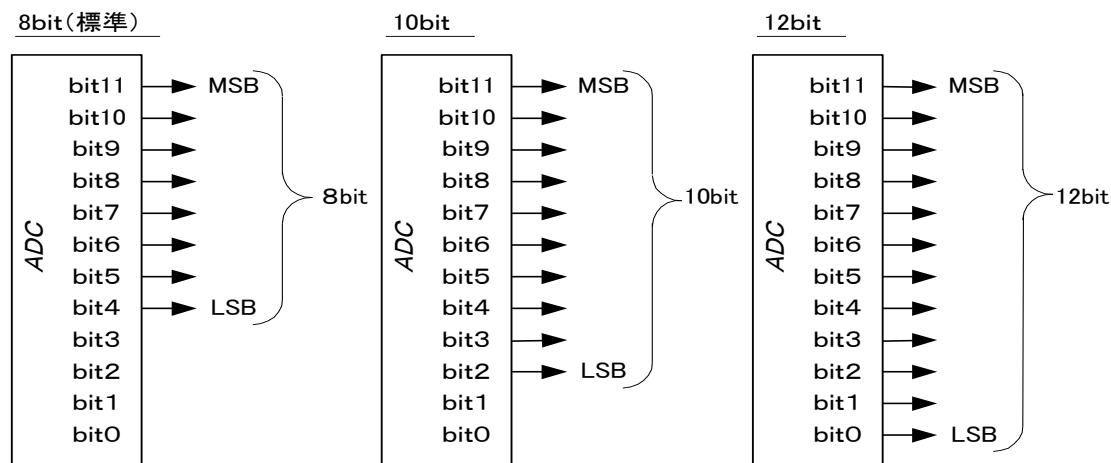 8bit(標準)
ADC
bit11 MSB
bit10
bit9
bit8
bit7
bit6
bit5
bit4 LSB
bit3
bit2
bit1
bit0
8bit
10bit
ADC
bit11 MSB
bit10
bit9
bit8
bit7
bit6
bit5
bit4
bit3
bit2 LSB
bit1
bit0
10bit
12bit
ADC
bit11 MSB
bit10
bit9
bit8
bit7
bit6
bit5
bit4
bit3
bit2
bit1
bit0 LSB
12bit